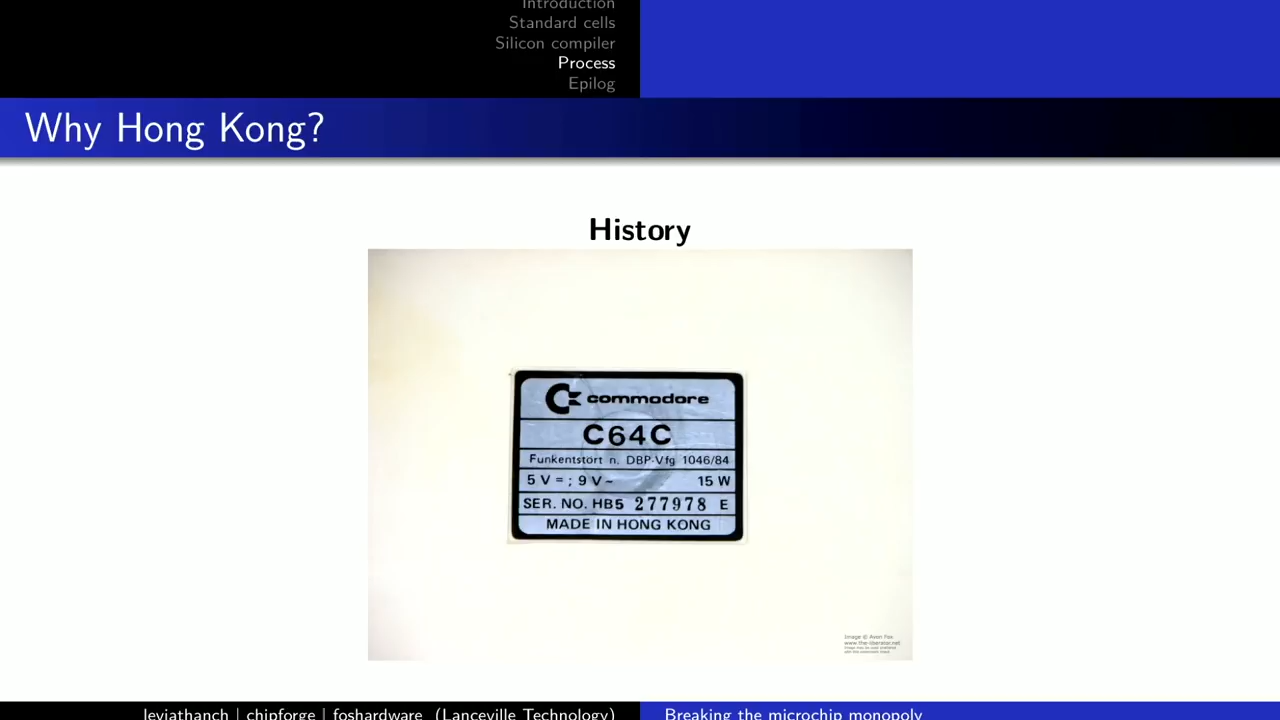 Introduction
Standard cells
Silicon compiler
Process
Epilog
Why Hong Kong?
History
commodore
C64C
Funkentstört n. DBP-Vfg 1046/84
5 V = ; 9 V ~ 15 W
SER. NO. HB5 277978 E
MADE IN HONG KONG
leviathanch | chipforge | foshardware (Lanceville Technology)
Breaking the microchip monopoly